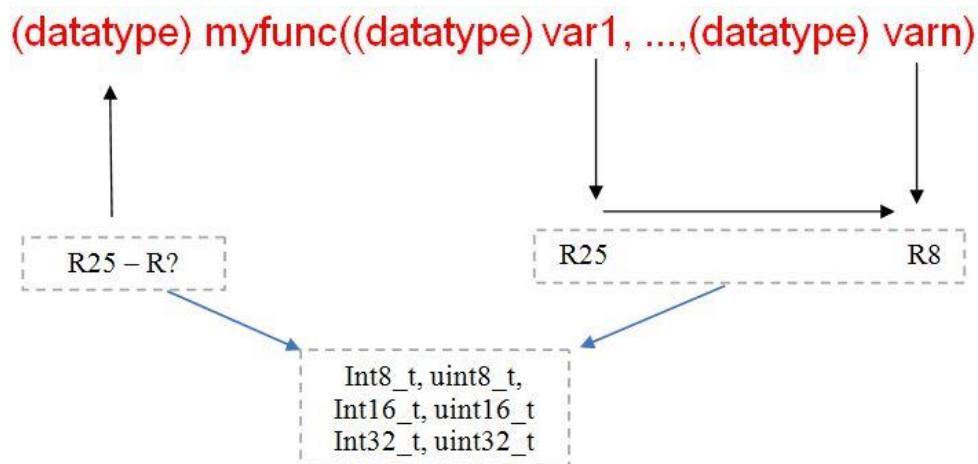 (datatype) myfunc((datatype) var1, ...,(datatype) varn)
R25 – R?
R25 R8
Int8_t, uint8_t,
Int16_t, uint16_t
Int32_t, uint32_t